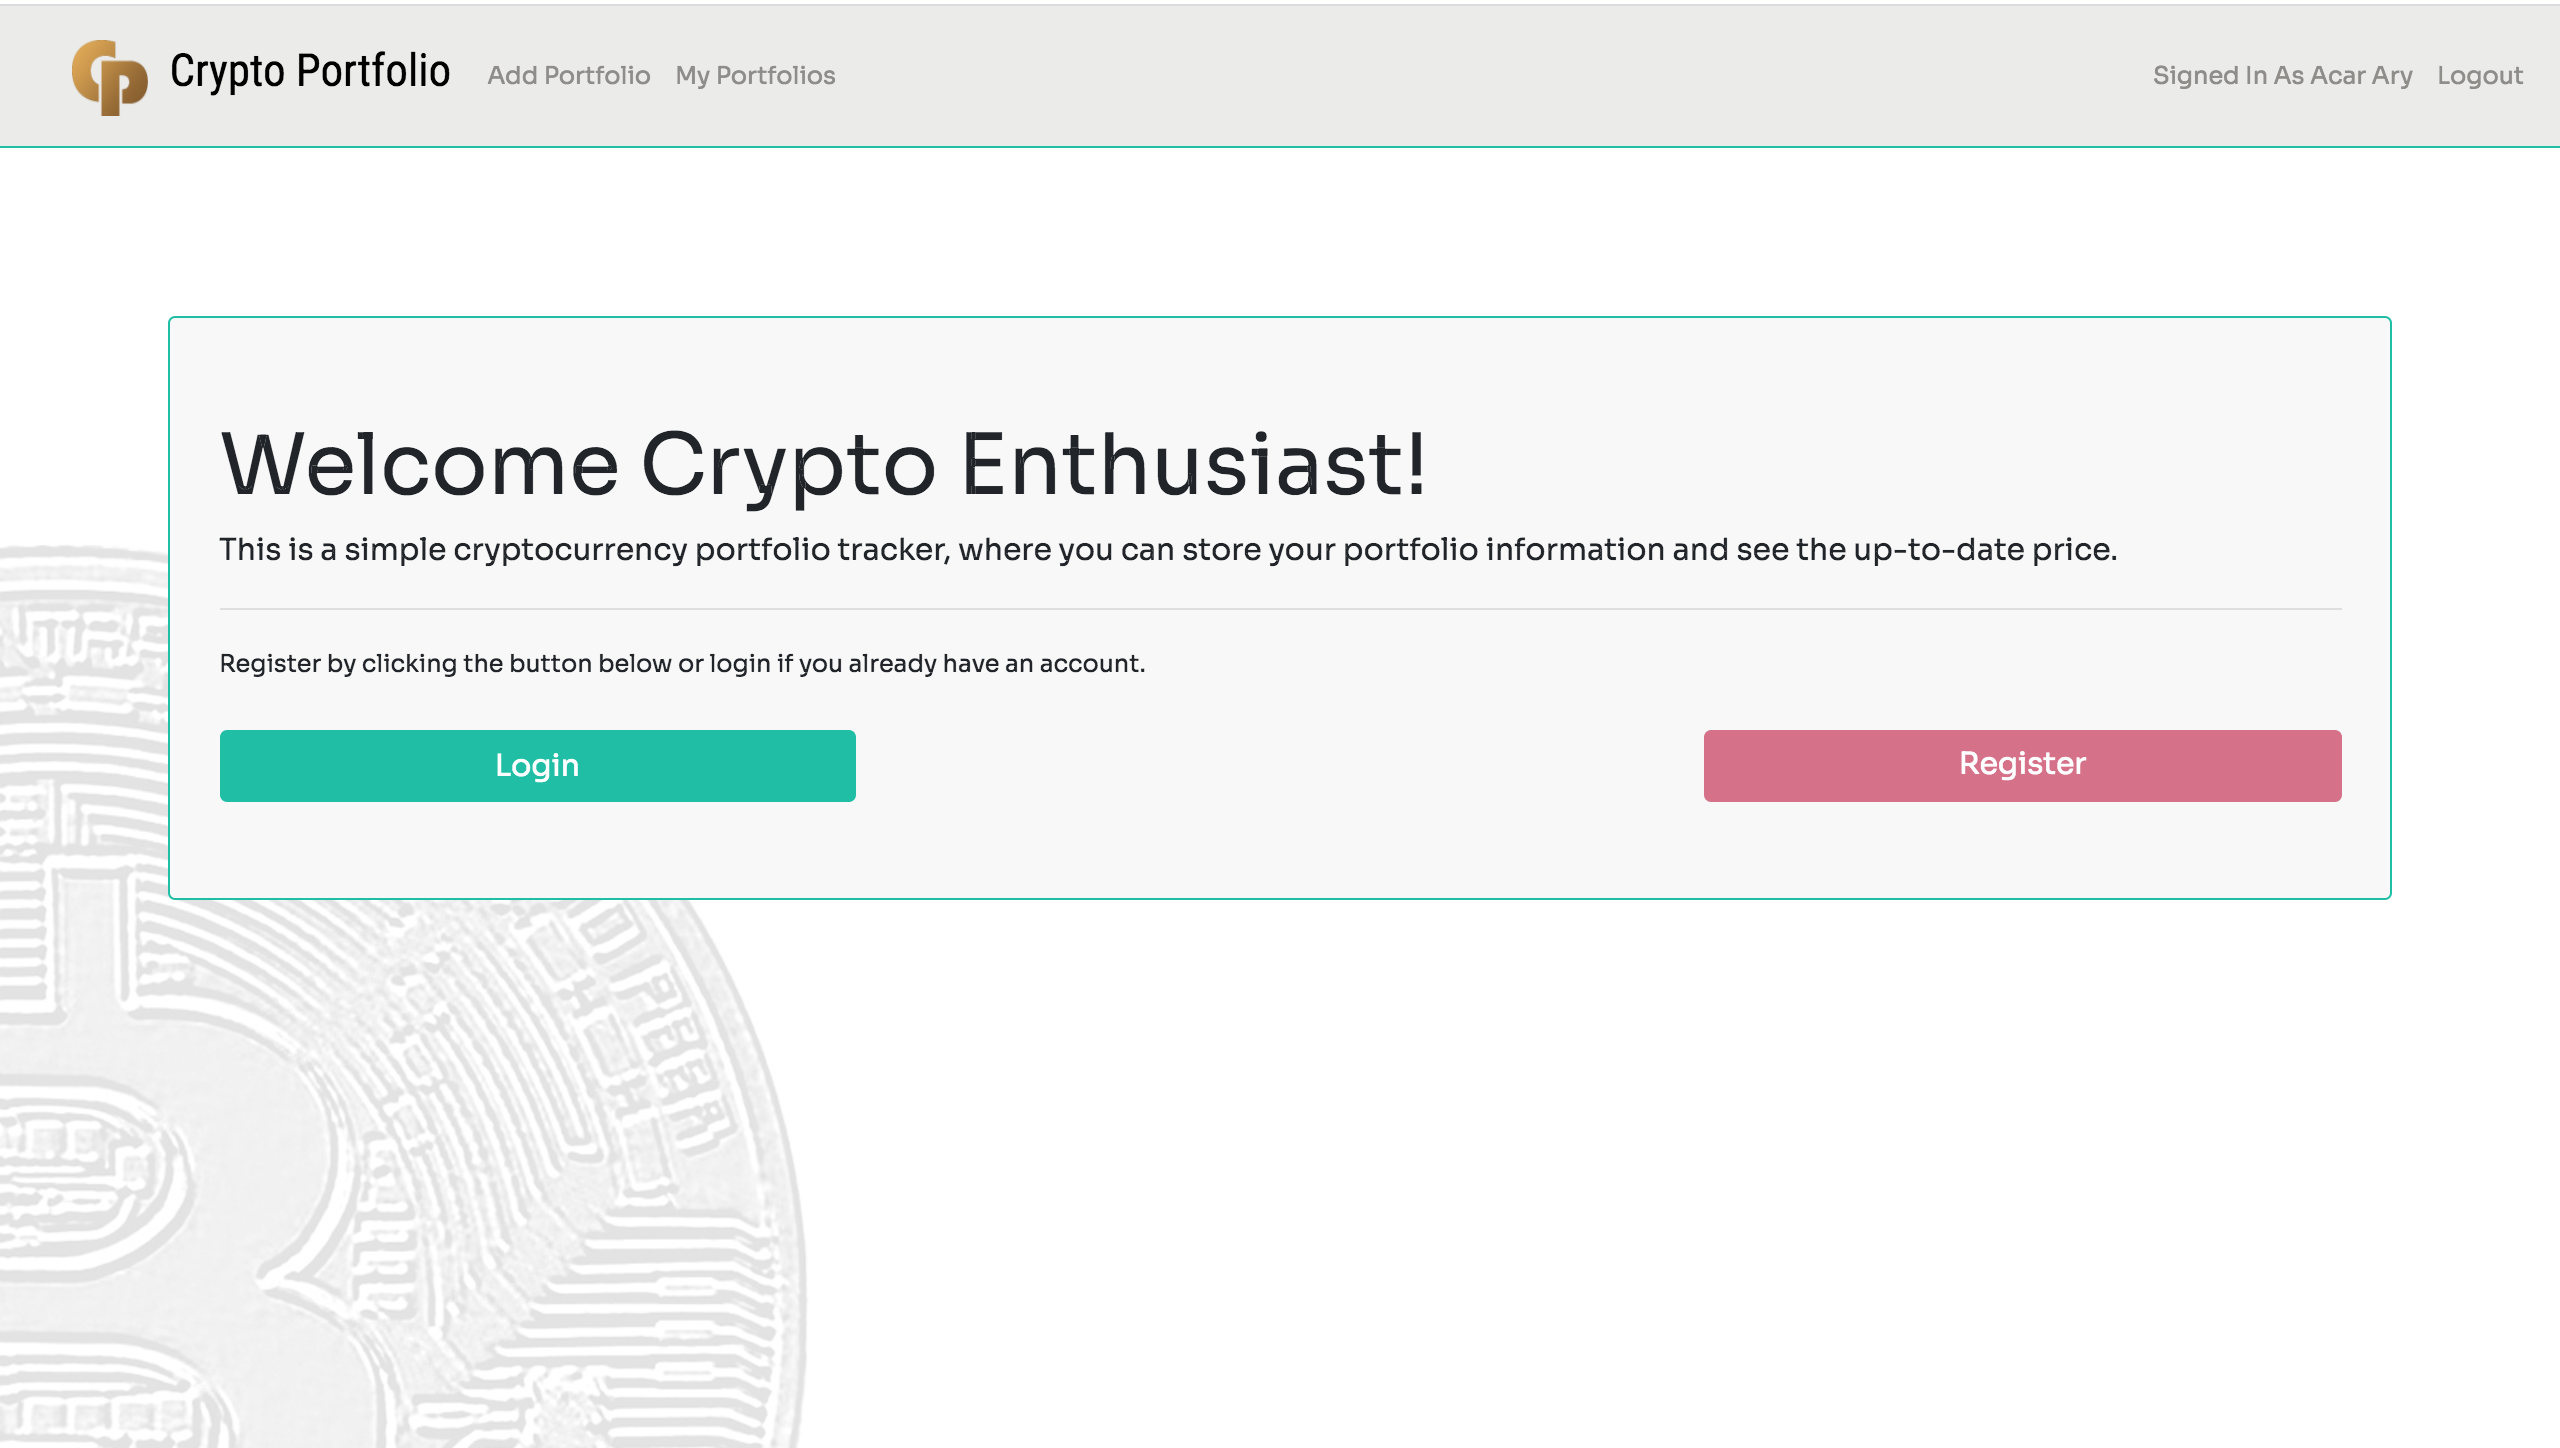 Crypto Portfolio Add Portfolio My Portfolios Signed In As Acar Ary Logout
Welcome Crypto Enthusiast!
This is a simple cryptocurrency portfolio tracker, where you can store your portfolio information and see the up-to-date price.
Register by clicking the button below or login if you already have an account.
Login Register